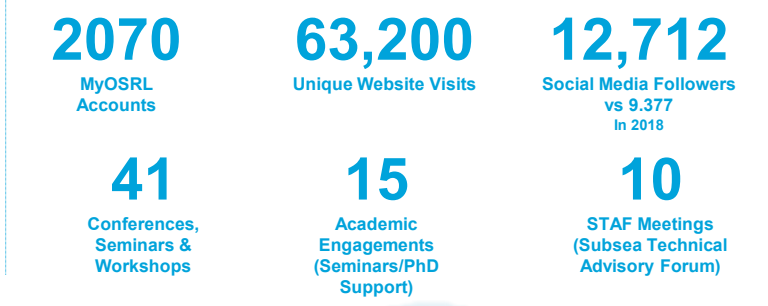 2070
MyOSRL
Accounts
63,200
Unique Website Visits
12,712
Social Media Followers
vs 9.377
In 2018
41
Conferences,
Seminars &
Workshops
15
Academic
Engagements
(Seminars/PhD
Support)
10
STAF Meetings
(Subsea Technical
Advisory Forum)